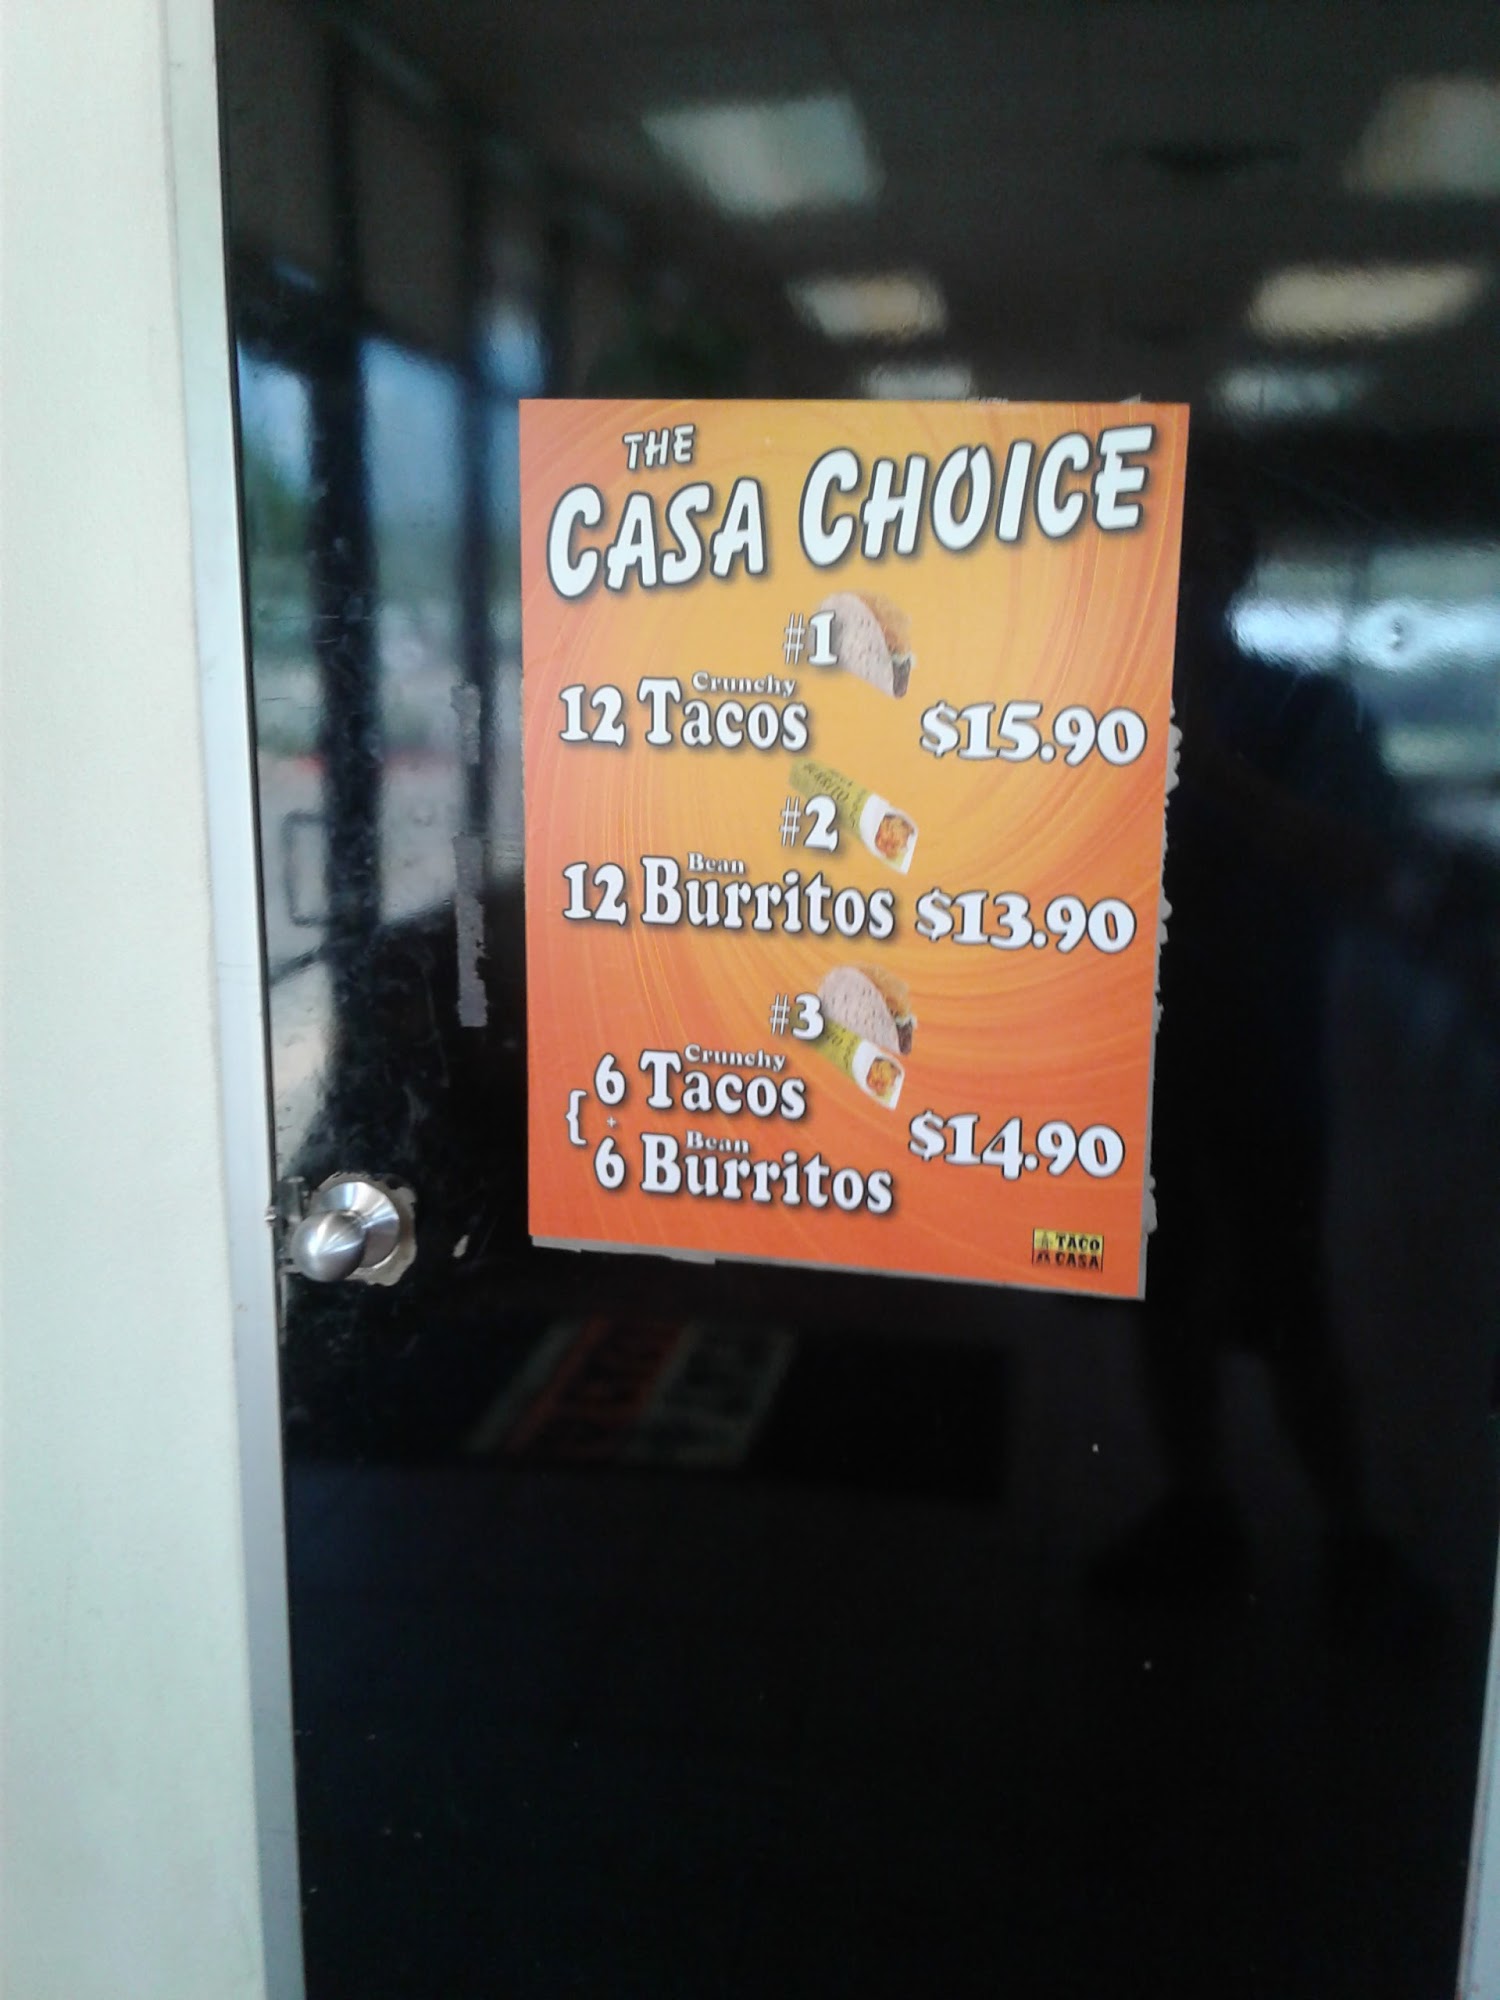 THE
CASA CHOICE
#1
Crunchy
12 Tacos $15.90
BURRITO
#2
Bean
12 Burritos $13.90
#3
Crunchy
6 Tacos
{ + $14.90
Bean
6 Burritos
TACO
CASA